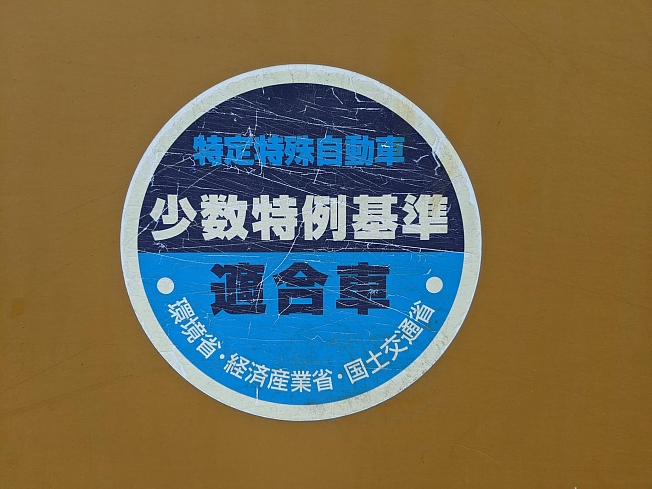 特定特殊自動車
少数特例基準
適合車
環境省・経済産業省・国土交通省